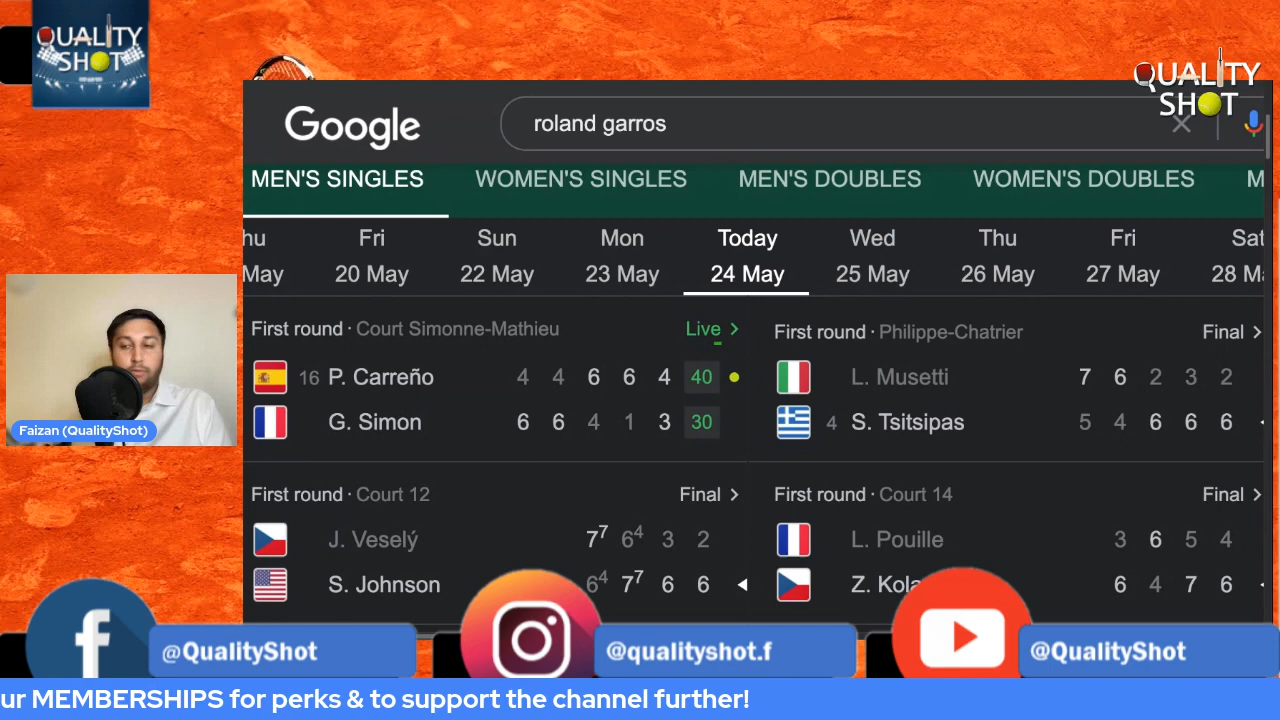 QUALITY
SHOT
QUALITY
SHOT
Google
roland garros
MEN'S SINGLES WOMEN'S SINGLES MEN'S DOUBLES WOMEN'S DOUBLES M
hu Fri Sun Mon Today Wed Thu Fri Sat
May 20 May 22 May 23 May 24 May 25 May 26 May 27 May 28 Ma
First round · Court Simonne-Mathieu Live
16 P. Carreño 4 4 6 6 4 40
G. Simon 6 6 4 1 3 30
First round · Philippe-Chatrier Final
L. Musetti 7 6 2 3 2
4 S. Tsitsipas 5 4 6 6 6
Faizan (QualityShot)
First round · Court 12 Final
J. Veselý 7⁷ 6⁴ 3 2
S. Johnson 6⁴ 7⁷ 6 6
First round · Court 14 Final
L. Pouille 3 6 5 4
Z. Kola 6 4 7 6
@QualityShot
@qualityshot.f
@QualityShot
ur MEMBERSHIPS for perks & to support the channel further!